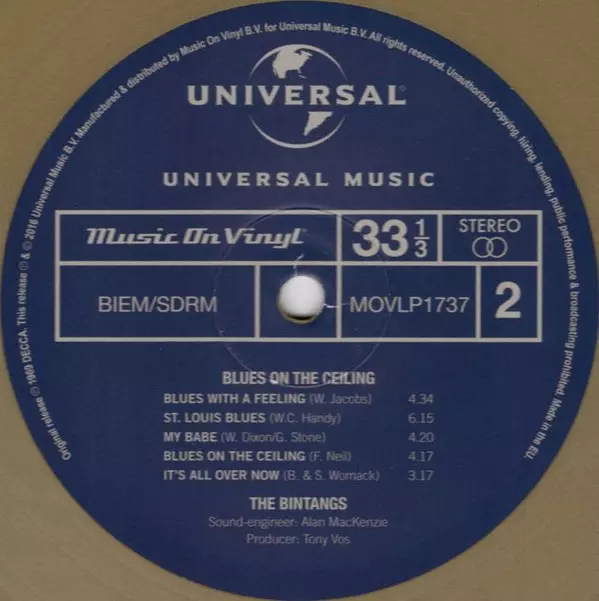 Original release ℗ 1969 DECCA. This release ℗ & © 2016 Universal Music B.V. Manufactured & distributed by Music On Vinyl B.V. for Universal Music B.V. All rights reserved. Unauthorized copying, hiring, lending, public performance & broadcasting prohibited. Made in the EU.
UNIVERSAL
UNIVERSAL MUSIC
Music On Vinyl
33 1/3
STEREO
BIEM/SDRM
MOVLP1737
2
BLUES ON THE CEILING
BLUES WITH A FEELING (W. Jacobs) 4.34
ST. LOUIS BLUES (W.C. Handy) 6.15
MY BABE (W. Dixon/G. Stone) 4.20
BLUES ON THE CEILING (F. Neil) 4.17
IT'S ALL OVER NOW (B. & S. Womack) 3.17
THE BINTANGS
Sound-engineer: Alan MacKenzie
Producer: Tony Vos